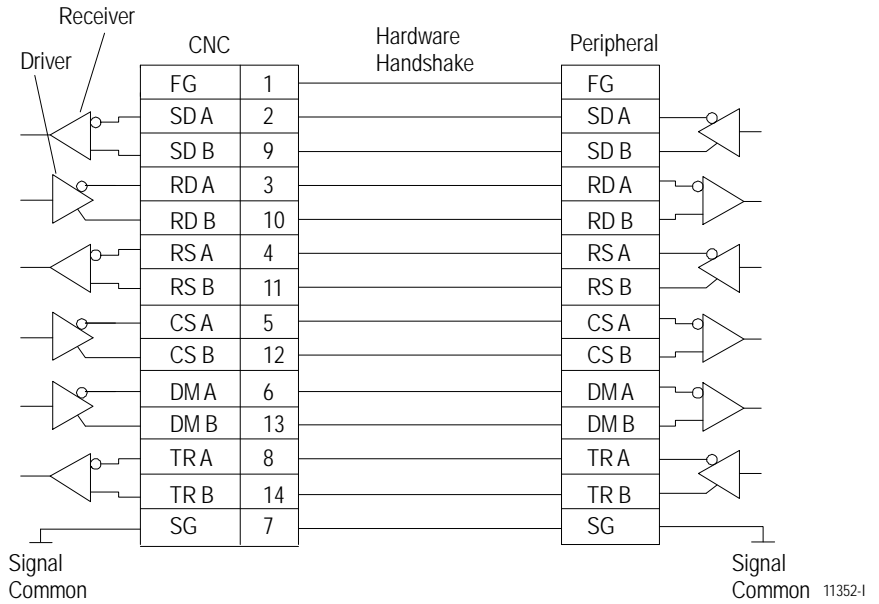 Receiver
Driver
CNC
Hardware
Handshake
Peripheral
FG 1 FG
SD A 2 SD A
SD B 9 SD B
RD A 3 RD A
RD B 10 RD B
RS A 4 RS A
RS B 11 RS B
CS A 5 CS A
CS B 12 CS B
DM A 6 DM A
DM B 13 DM B
TR A 8 TR A
TR B 14 TR B
SG 7 SG
Signal
Common
Signal
Common 11352-I